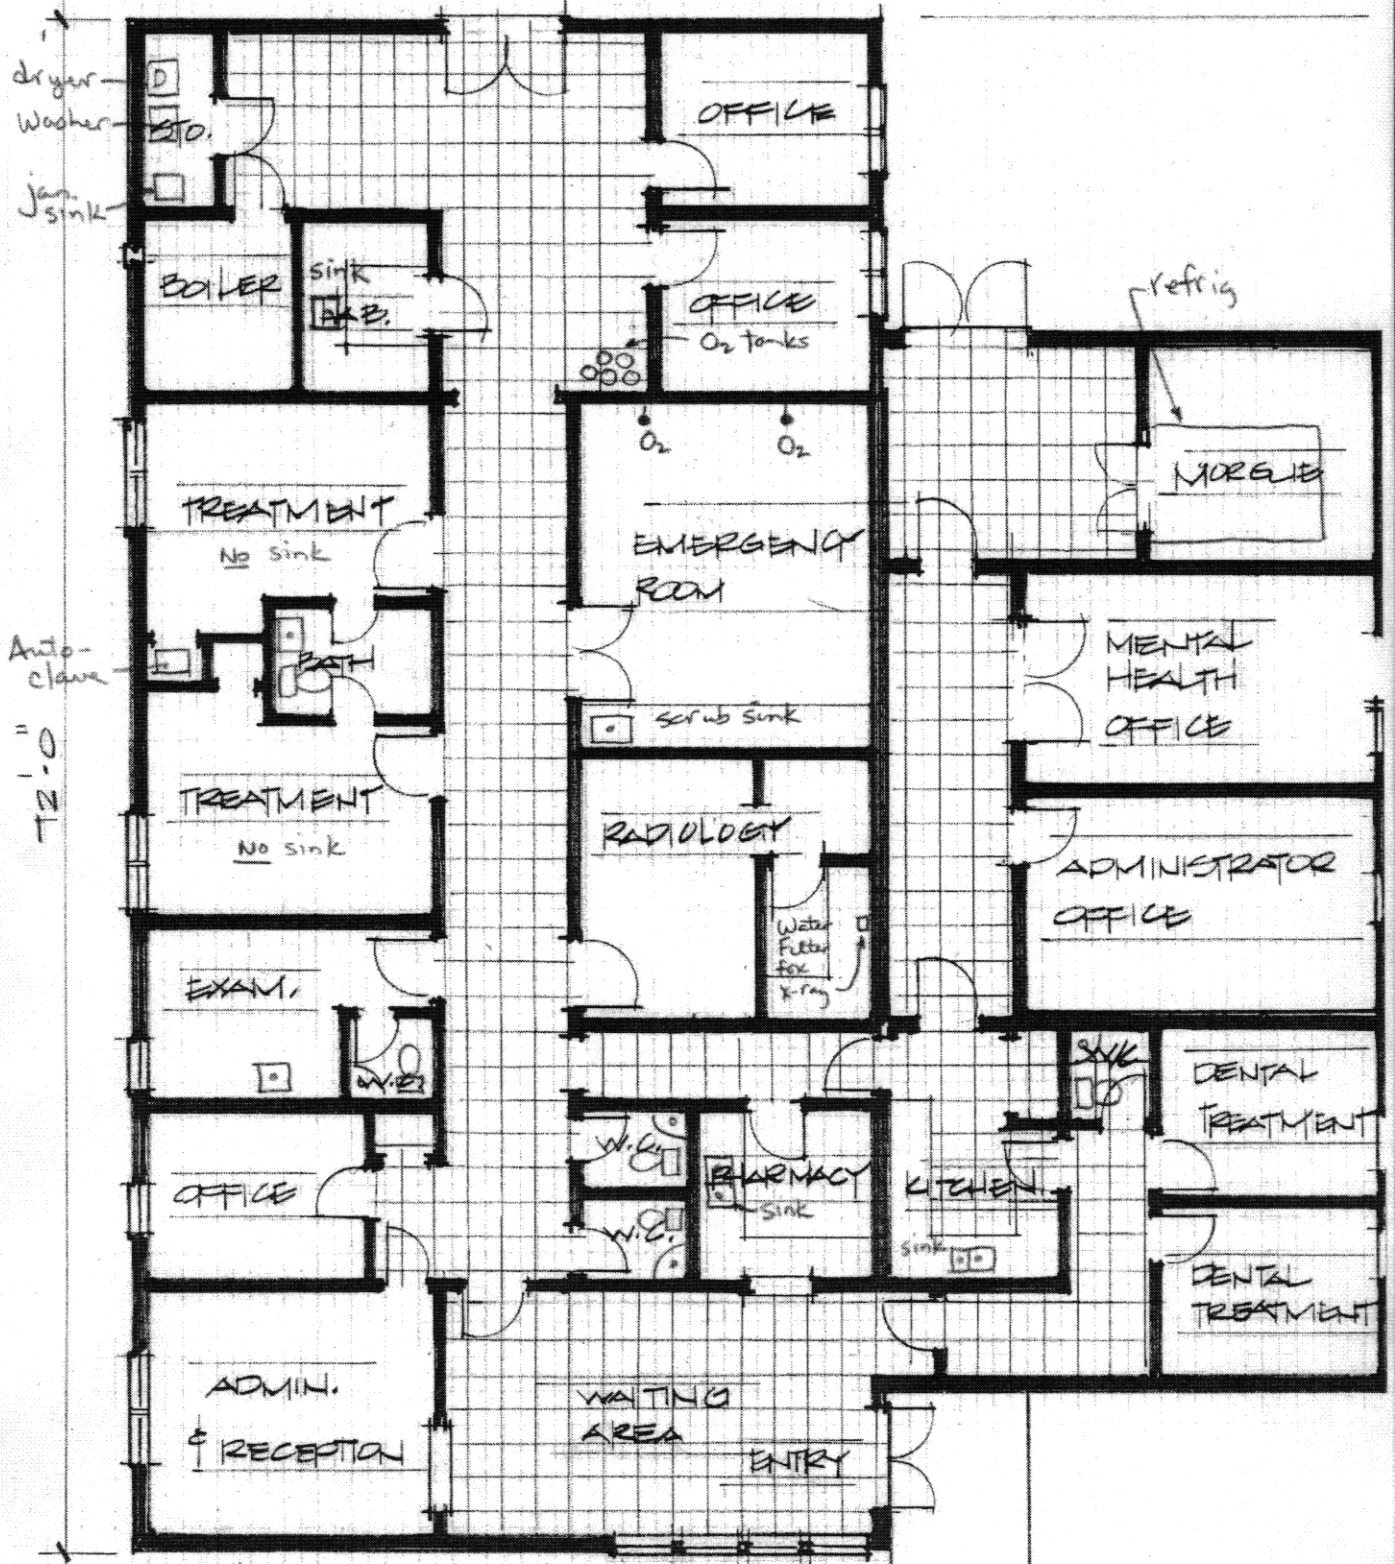 dryer
Washer
STO.
jan.
sink
OFFICE
BOILER
sink
LAB.
OFFICE
O2 tanks
refrig
O2
O2
MORGUE
TREATMENT
No sink
EMERGENCY
ROOM
MENTAL
HEALTH
OFFICE
Auto-
clave
BATH
scrub sink
72'.0"
TREATMENT
No sink
RADIOLOGY
ADMINISTRATOR
OFFICE
Water
Filter
for
x-ray
EXAM.
W.C.
DENTAL
TREATMENT
W.C.
OFFICE
PHARMACY
sink
KITCHEN
W.C.
sink
DENTAL
TREATMENT
ADMIN.
& RECEPTION
WAITING
AREA
ENTRY
D